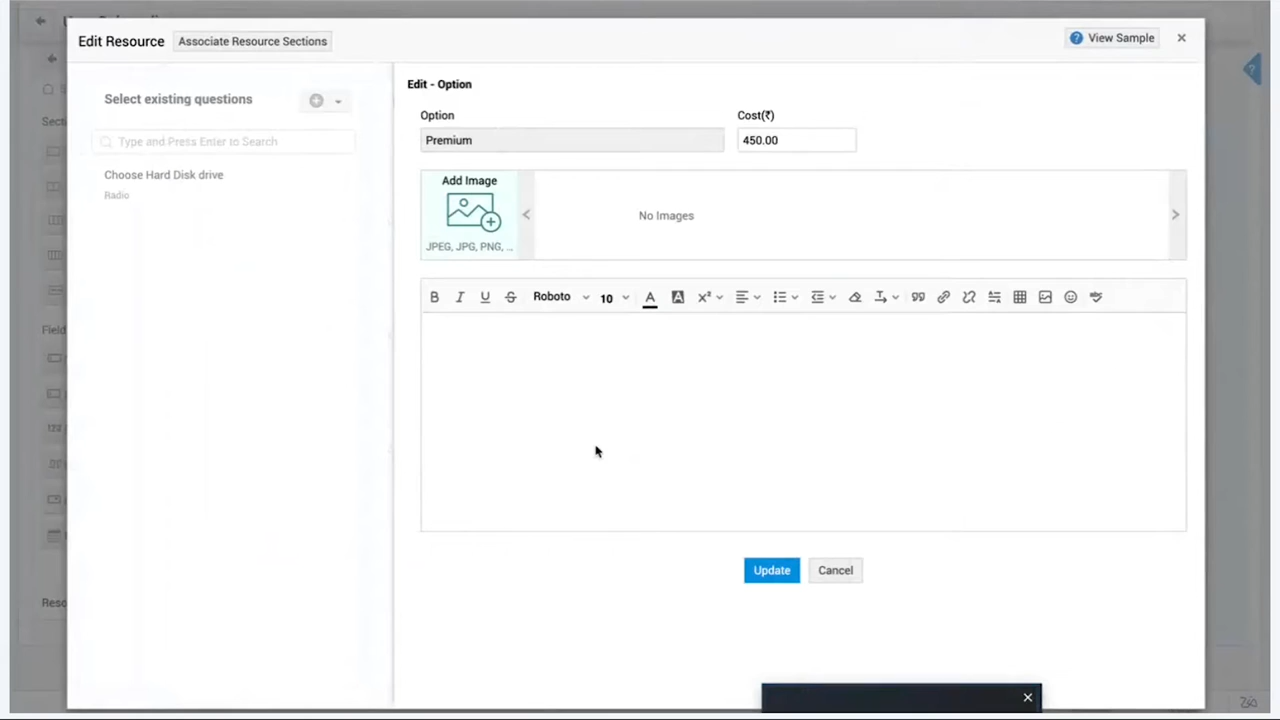 Edit Resource
Associate Resource Sections
View Sample
Select existing questions
Type and Press Enter to Search
Choose Hard Disk drive
Radio
Edit - Option
Option
Cost(₹)
Premium
450.00
Add Image
JPEG, JPG, PNG, ...
No Images
Roboto
10
Update
Cancel
Field
Reso